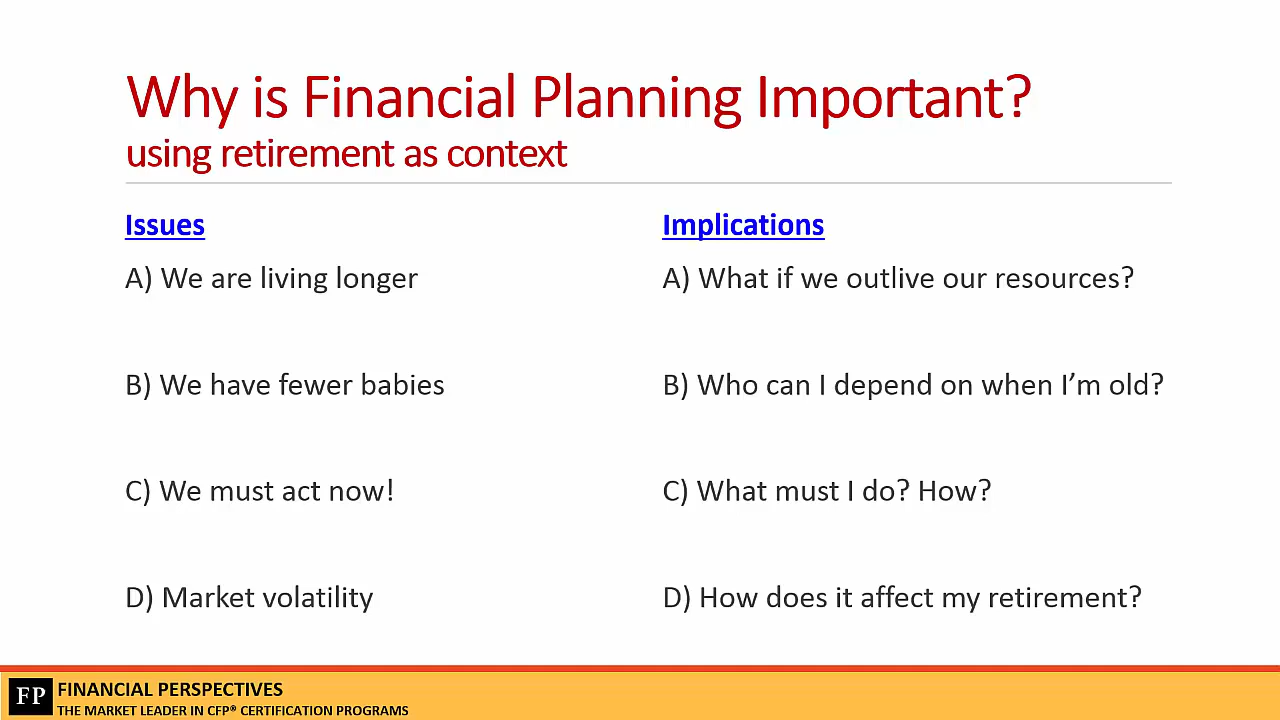 Why is Financial Planning Important?
using retirement as context
Issues
A) We are living longer
B) We have fewer babies
C) We must act now!
D) Market volatility
Implications
A) What if we outlive our resources?
B) Who can I depend on when I’m old?
C) What must I do? How?
D) How does it affect my retirement?
FP
FINANCIAL PERSPECTIVES
THE MARKET LEADER IN CFP® CERTIFICATION PROGRAMS